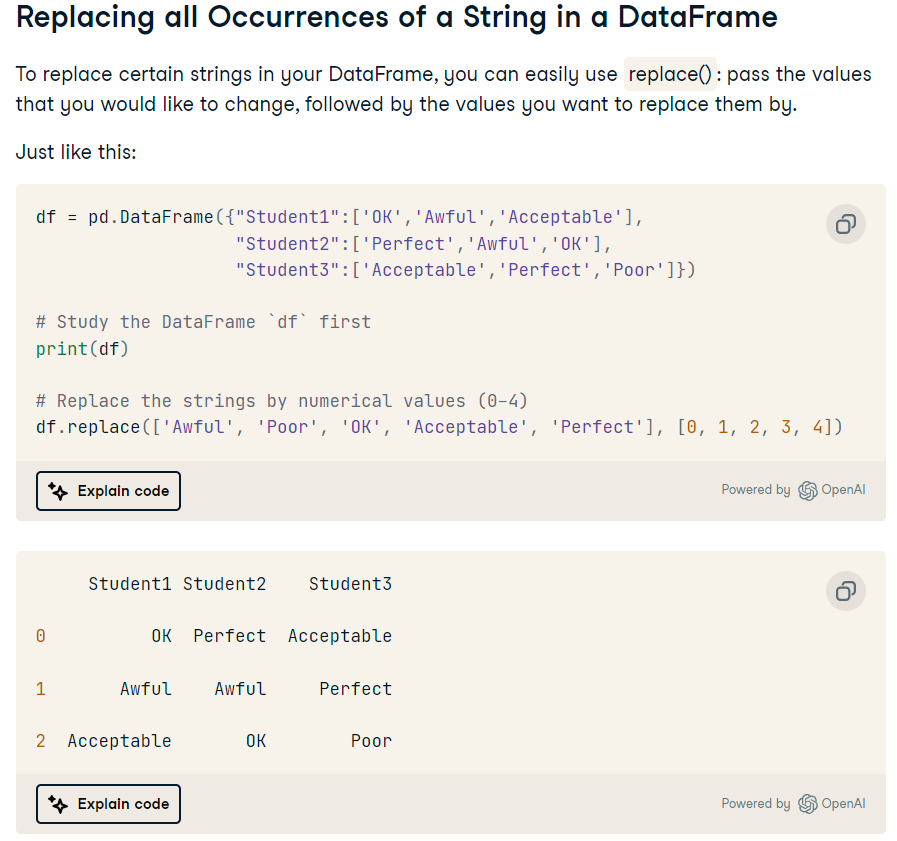 Replacing all Occurrences of a String in a DataFrame
To replace certain strings in your DataFrame, you can easily use replace(): pass the values
that you would like to change, followed by the values you want to replace them by.
Just like this:
df = pd.DataFrame({"Student1":['OK','Awful','Acceptable'],
                   "Student2":['Perfect','Awful','OK'],
                   "Student3":['Acceptable','Perfect','Poor']})
# Study the DataFrame `df` first
print(df)
# Replace the strings by numerical values (0-4)
df.replace(['Awful', 'Poor', 'OK', 'Acceptable', 'Perfect'], [0, 1, 2, 3, 4])
Explain code Powered by OpenAI
     Student1 Student2    Student3
0          OK  Perfect  Acceptable
1       Awful    Awful     Perfect
2  Acceptable       OK        Poor
Explain code Powered by OpenAI